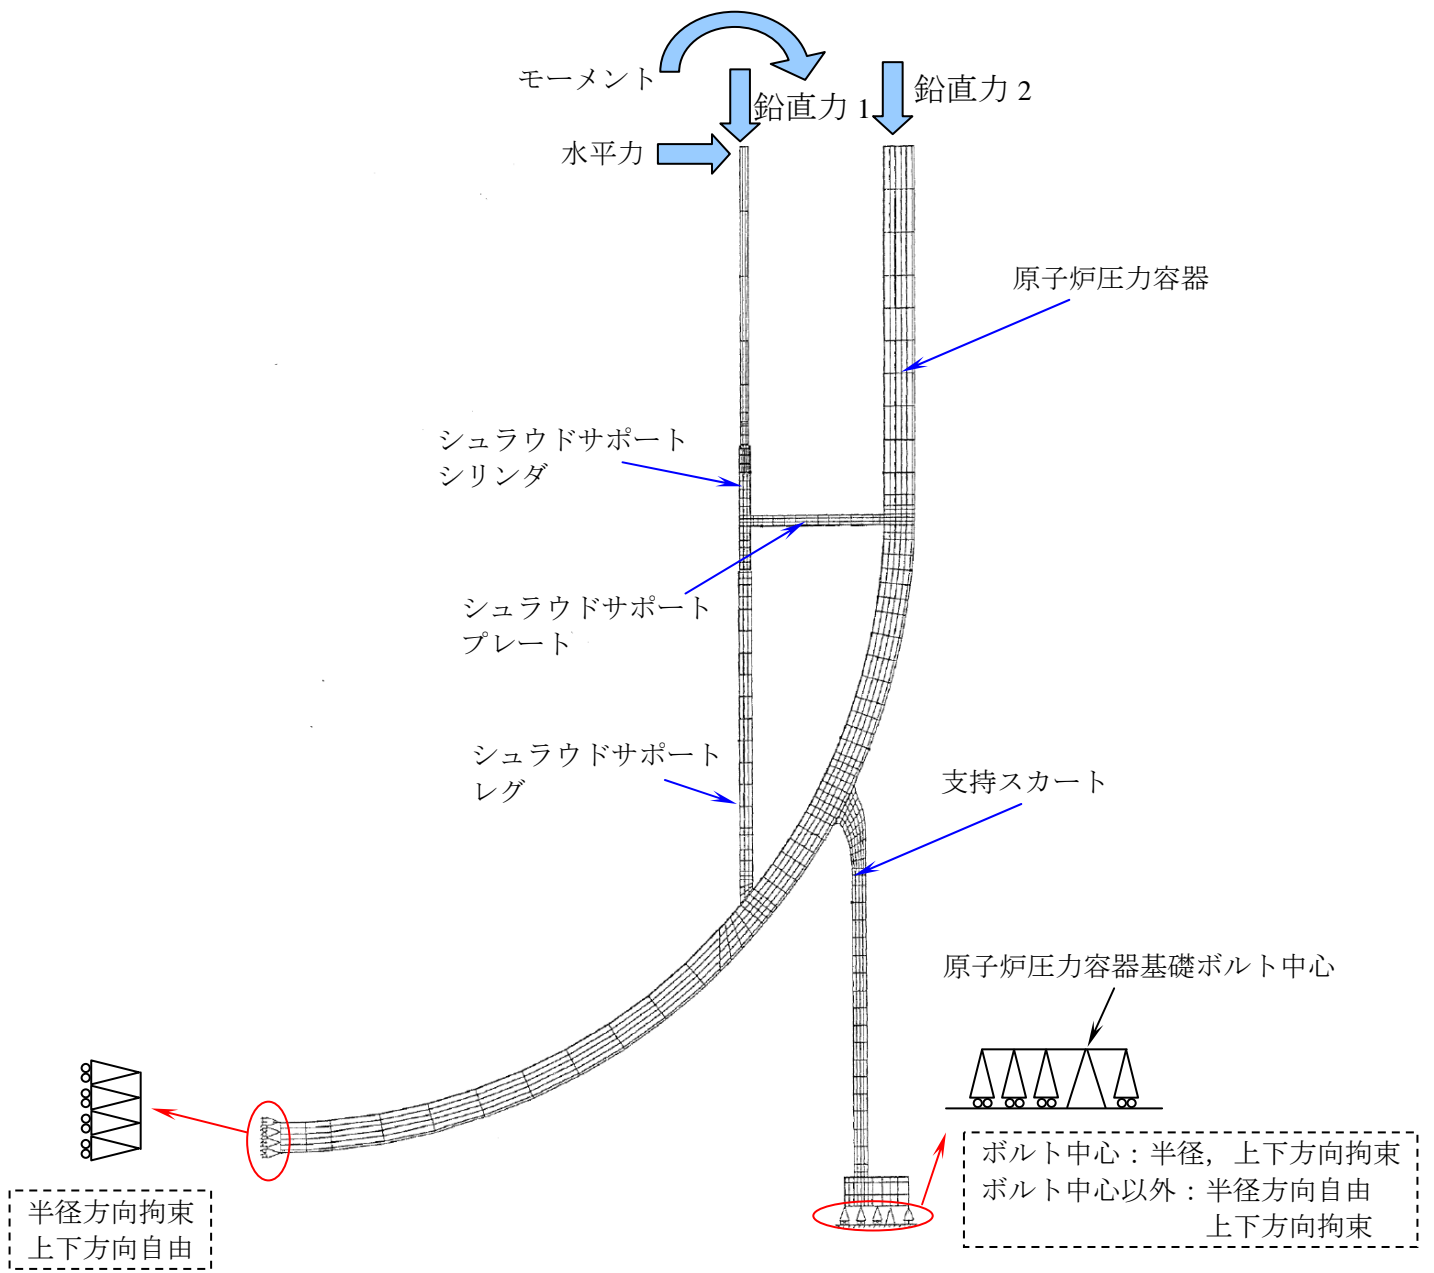 モーメント
鉛直力 1
鉛直力 2
水平力
原子炉圧力容器
シュラウドサポート
シリンダ
シュラウドサポート
プレート
シュラウドサポート
レグ
支持スカート
原子炉圧力容器基礎ボルト中心
ボルト中心：半径，上下方向拘束
ボルト中心以外：半径方向自由
上下方向拘束
半径方向拘束
上下方向自由